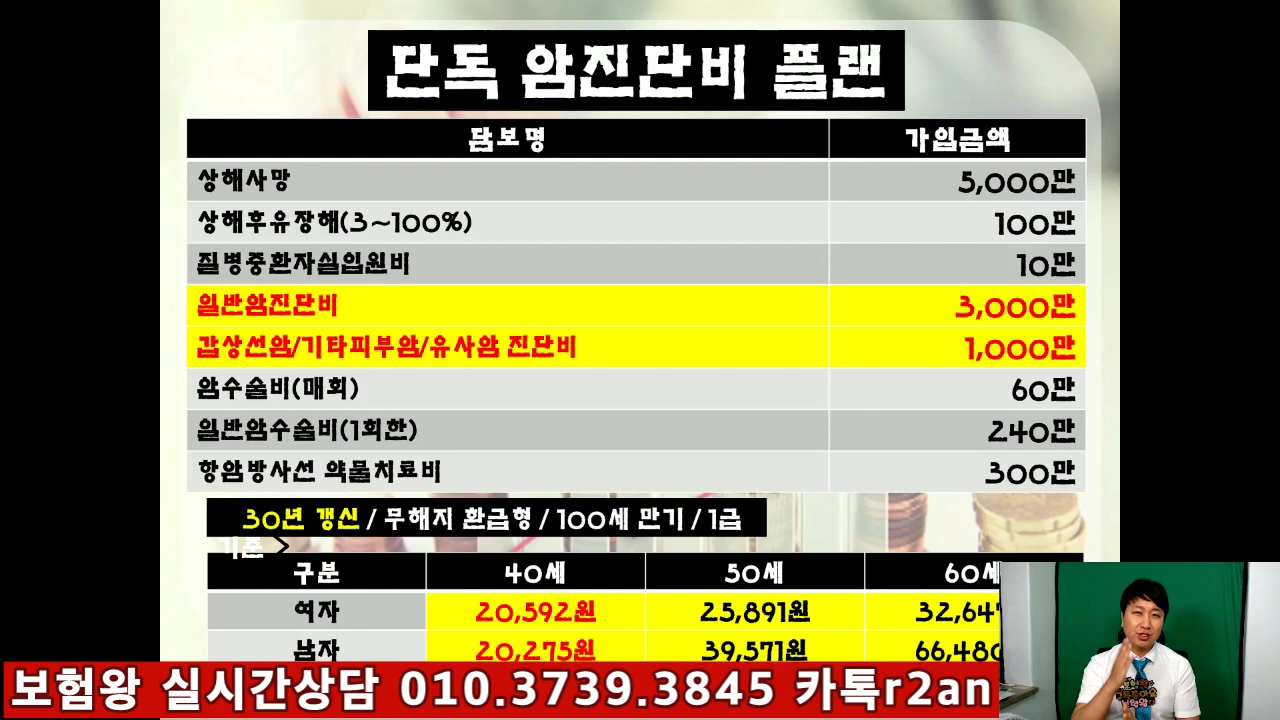 단독 암진단비 플랜
담보명 가입금액
상해사망 5,000만
상해후유장해(3~100%) 100만
질병중환자실입원비 10만
일반암진단비 3,000만
갑상선암/기타피부암/유사암 진단비 1,000만
암수술비(매회) 60만
일반암수술비(1회한) 240만
항암방사선 약물치료비 300만
30년 갱신 / 무해지 환급형 / 100세 만기 / 1급
구분 40세 50세 60세
여자 20,592원 25,891원
남자 20,275원 39,571원
보험왕 실시간상담 010.3739.3845 카톡r2an